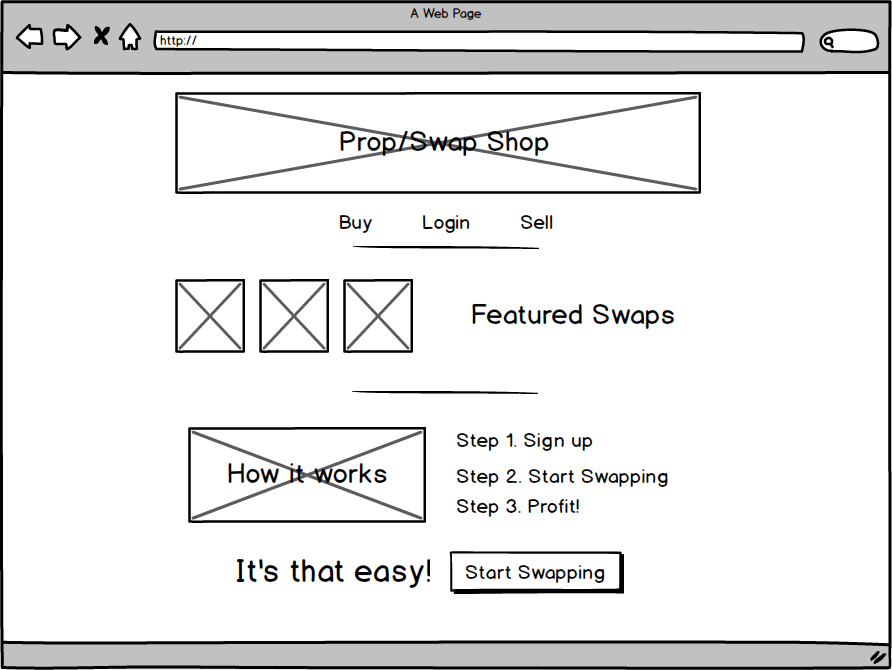 A Web Page
http://
Prop/Swap Shop
Buy Login Sell
Featured Swaps
How it works
Step 1. Sign up
Step 2. Start Swapping
Step 3. Profit!
It's that easy!
Start Swapping